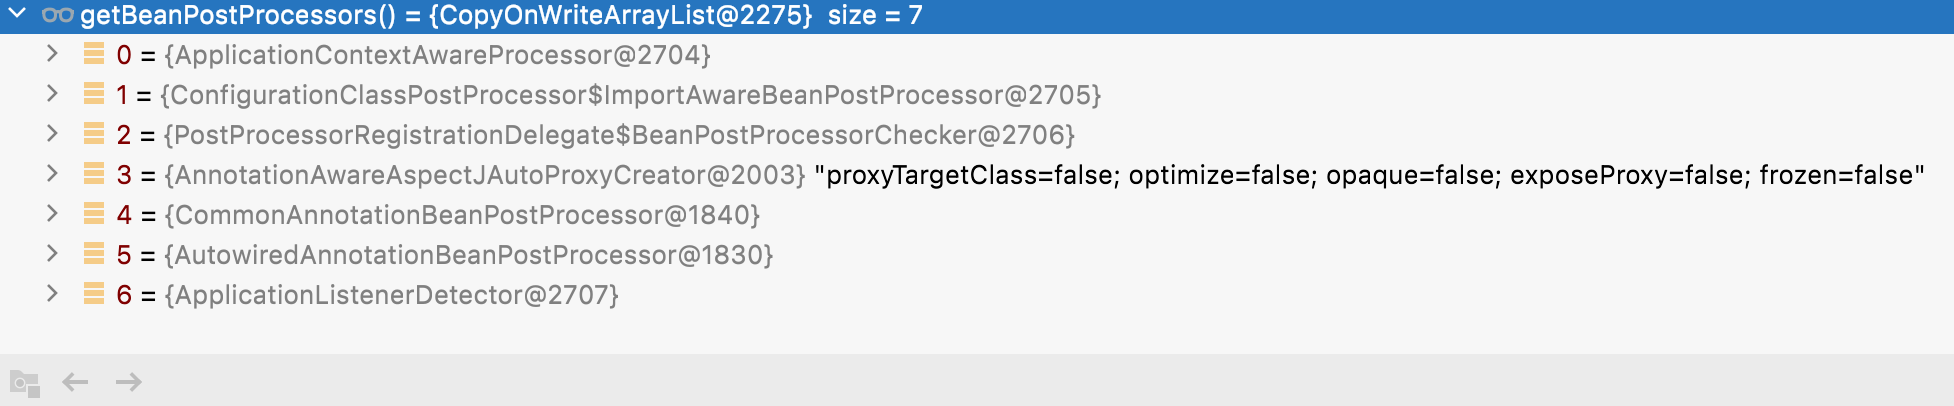 getBeanPostProcessors() = {CopyOnWriteArrayList@2275} size = 7
0 = {ApplicationContextAwareProcessor@2704}
1 = {ConfigurationClassPostProcessor$ImportAwareBeanPostProcessor@2705}
2 = {PostProcessorRegistrationDelegate$BeanPostProcessorChecker@2706}
3 = {AnnotationAwareAspectJAutoProxyCreator@2003} "proxyTargetClass=false; optimize=false; opaque=false; exposeProxy=false; frozen=false"
4 = {CommonAnnotationBeanPostProcessor@1840}
5 = {AutowiredAnnotationBeanPostProcessor@1830}
6 = {ApplicationListenerDetector@2707}